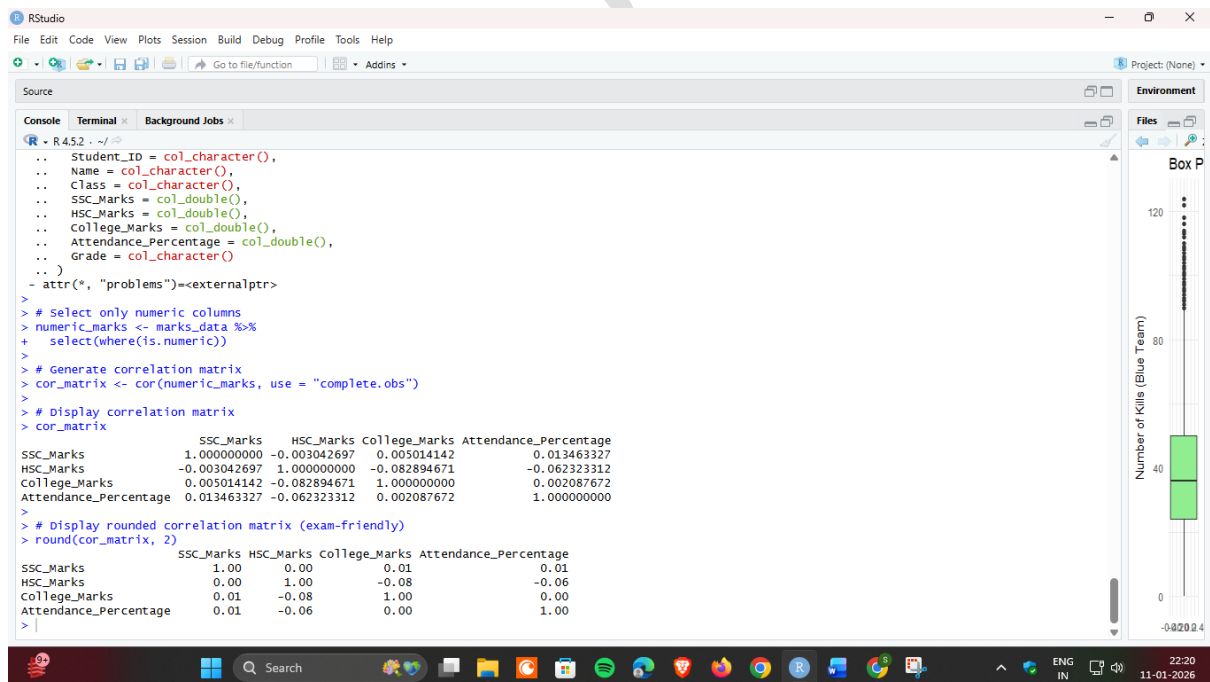 RStudio
File Edit Code View Plots Session Build Debug Profile Tools Help
Go to file/function Addins Project: (None)
Source Environment
Console Terminal Background Jobs Files
R 4.5.2 · ~/
..   Student_ID = col_character(),
..   Name = col_character(),
..   Class = col_character(),
..   SSC_Marks = col_double(),
..   HSC_Marks = col_double(),
..   College_Marks = col_double(),
..   Attendance_Percentage = col_double(),
..   Grade = col_character()
.. )
- attr(*, "problems")=<externalptr>
>
> # Select only numeric columns
> numeric_marks <- marks_data %>%
+   select(where(is.numeric))
>
> # Generate correlation matrix
> cor_matrix <- cor(numeric_marks, use = "complete.obs")
>
> # Display correlation matrix
> cor_matrix
SSC_Marks HSC_Marks College_Marks Attendance_Percentage
SSC_Marks 1.000000000 -0.003042697 0.005014142 0.013463327
HSC_Marks -0.003042697 1.000000000 -0.082894671 -0.062323312
College_Marks 0.005014142 -0.082894671 1.000000000 0.002087672
Attendance_Percentage 0.013463327 -0.062323312 0.002087672 1.000000000
>
> # Display rounded correlation matrix (exam-friendly)
> round(cor_matrix, 2)
SSC_Marks HSC_Marks College_Marks Attendance_Percentage
SSC_Marks 1.00 0.00 0.01 0.01
HSC_Marks 0.00 1.00 -0.08 -0.06
College_Marks 0.01 -0.08 1.00 0.00
Attendance_Percentage 0.01 -0.06 0.00 1.00
>
Box P
Number of Kills (Blue Team)
120
80
40
0
Search
9+
ENG
IN
22:20
11-01-2026